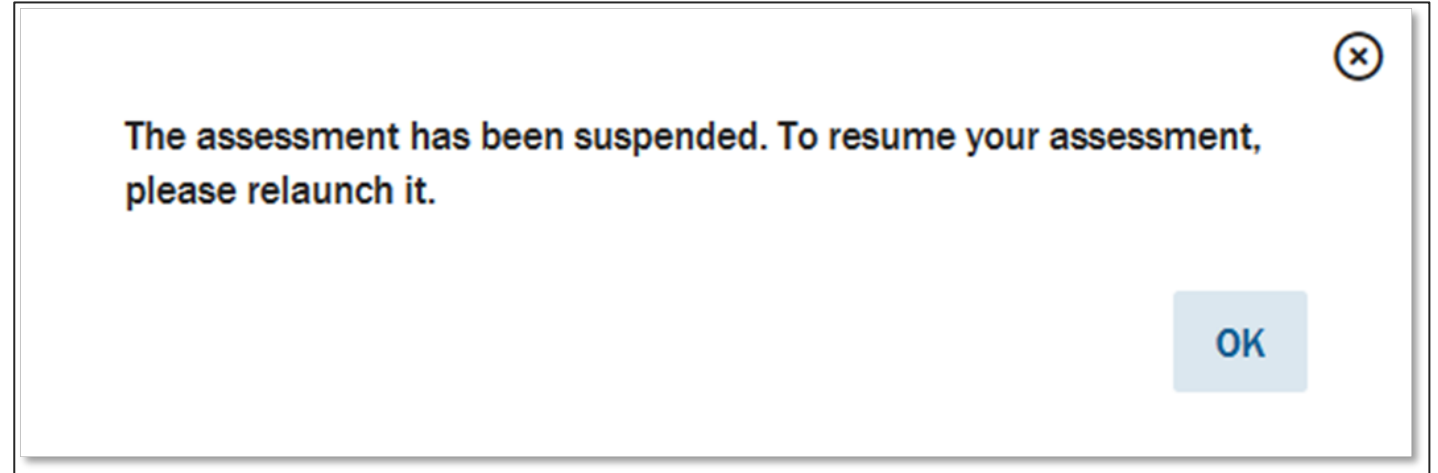 The assessment has been suspended. To resume your assessment,
please relaunch it.
OK